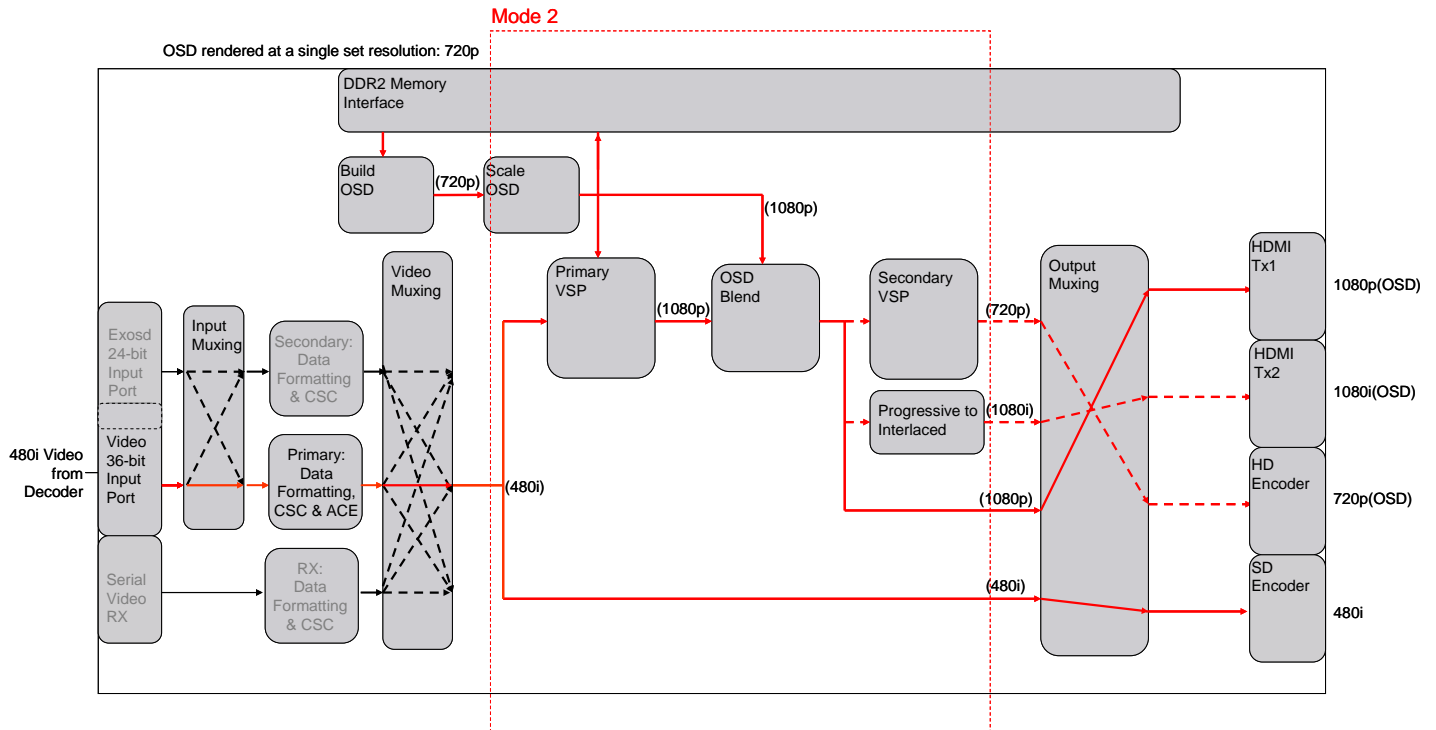 Mode 2
OSD rendered at a single set resolution: 720p
DDR2 Memory
Interface
Build
OSD
(720p)
Scale
OSD
(1080p)
Video
Muxing
Primary
VSP
(1080p)
OSD
Blend
Secondary
VSP
(720p)
Output
Muxing
HDMI
Tx1
1080p(OSD)
Exosd
24-bit
Input
Port
Input
Muxing
Secondary:
Data
Formatting
& CSC
HDMI
Tx2
1080i(OSD)
Progressive to
Interlaced
(1080i)
480i Video
from
Decoder
Video
36-bit
Input
Port
Primary:
Data
Formatting,
CSC & ACE
(480i)
(1080p)
HD
Encoder
720p(OSD)
Serial
Video
RX
RX:
Data
Formatting
& CSC
(480i)
SD
Encoder
480i